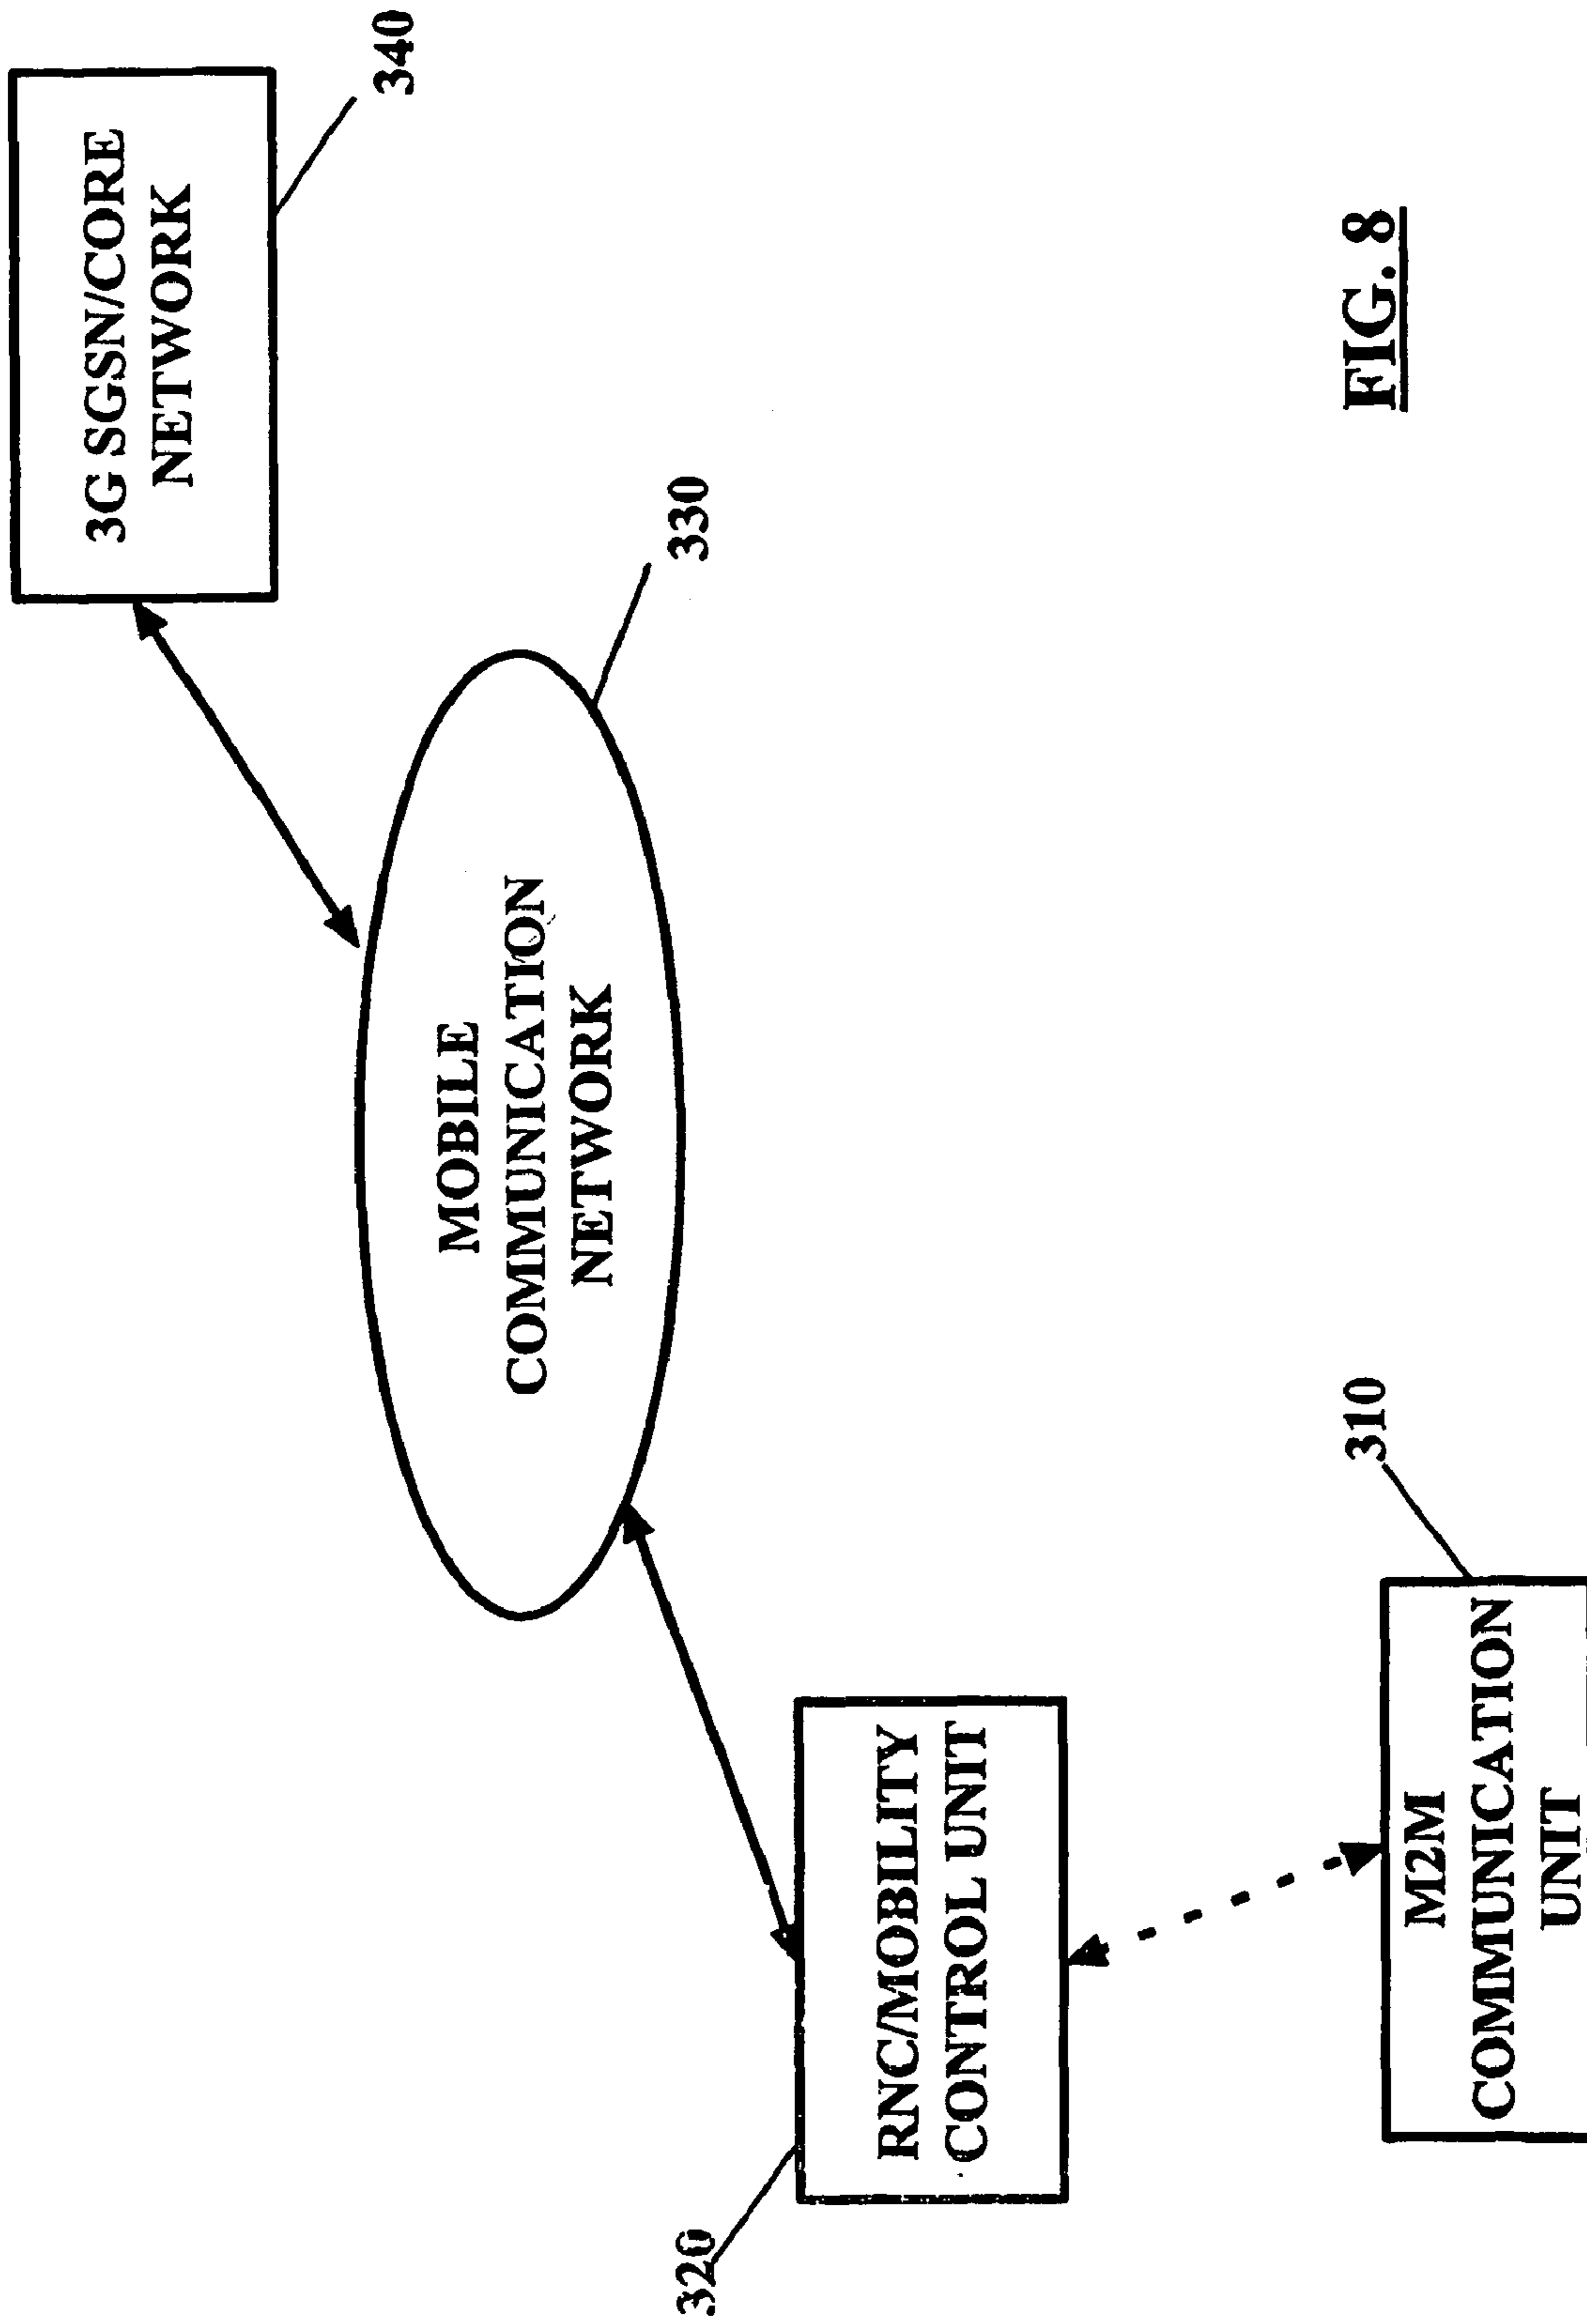 3G SGSN/CORE
NETWORK
340
MOBILE
COMMUNICATION
NETWORK
330
RNC/MOBILITY
CONTROL UNIT
320
M2M
COMMUNICATION
UNIT
310
FIG. 8